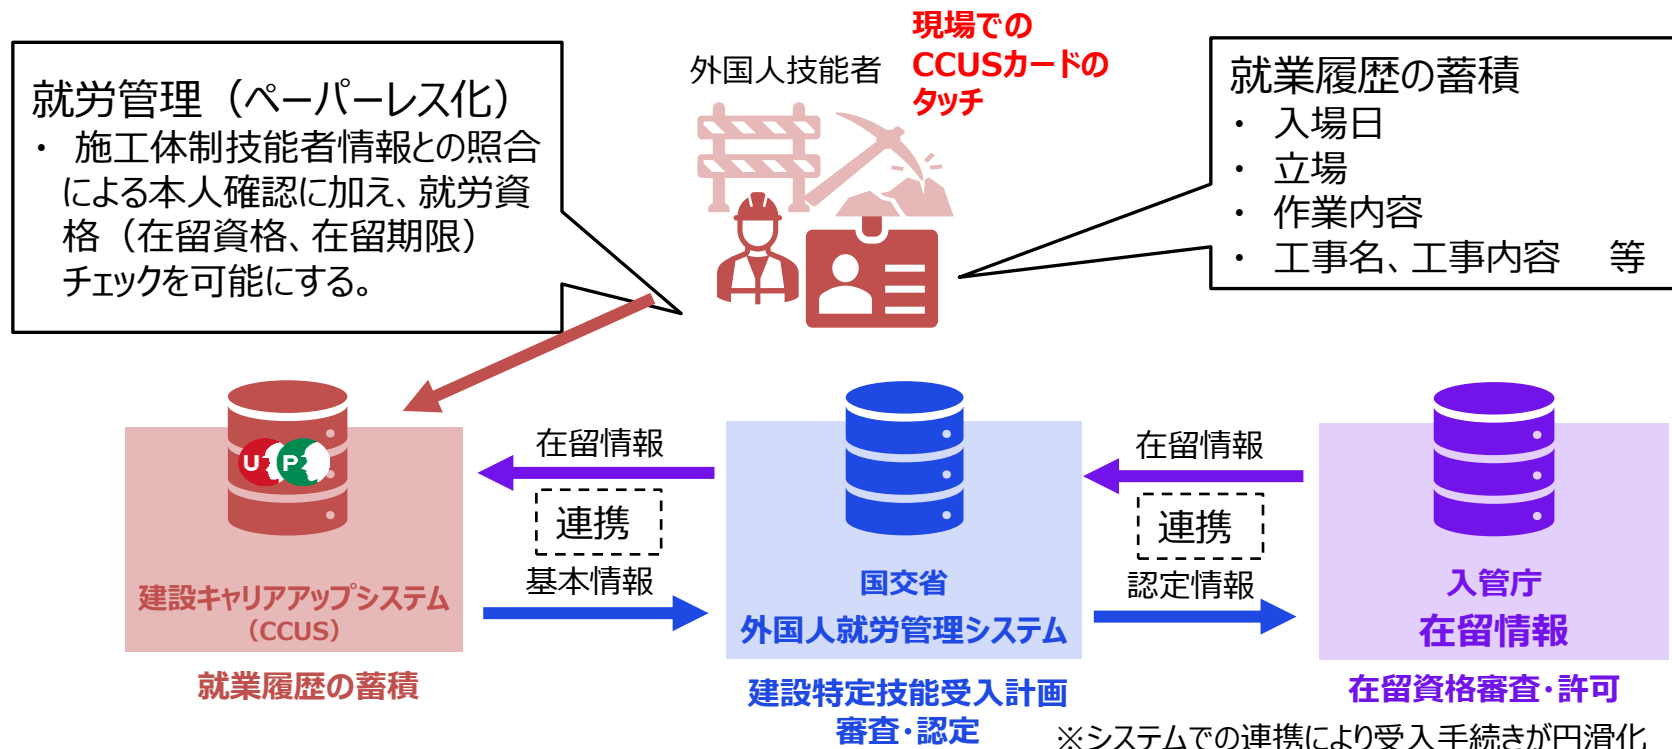 現場での
CCUSカードの
タッチ
外国人技能者
就労管理（ペーパーレス化）
・ 施工体制技能者情報との照合
による本人確認に加え、就労資
格（在留資格、在留期限）
チェックを可能にする。
就業履歴の蓄積
・ 入場日
・ 立場
・ 作業内容
・ 工事名、工事内容 等
U P
建設キャリアアップシステム
（CCUS）
就業履歴の蓄積
在留情報
連携
基本情報
国交省
外国人就労管理システム
建設特定技能受入計画
審査・認定
在留情報
連携
認定情報
入管庁
在留情報
在留資格審査・許可
※システムでの連携により受入手続きが円滑化